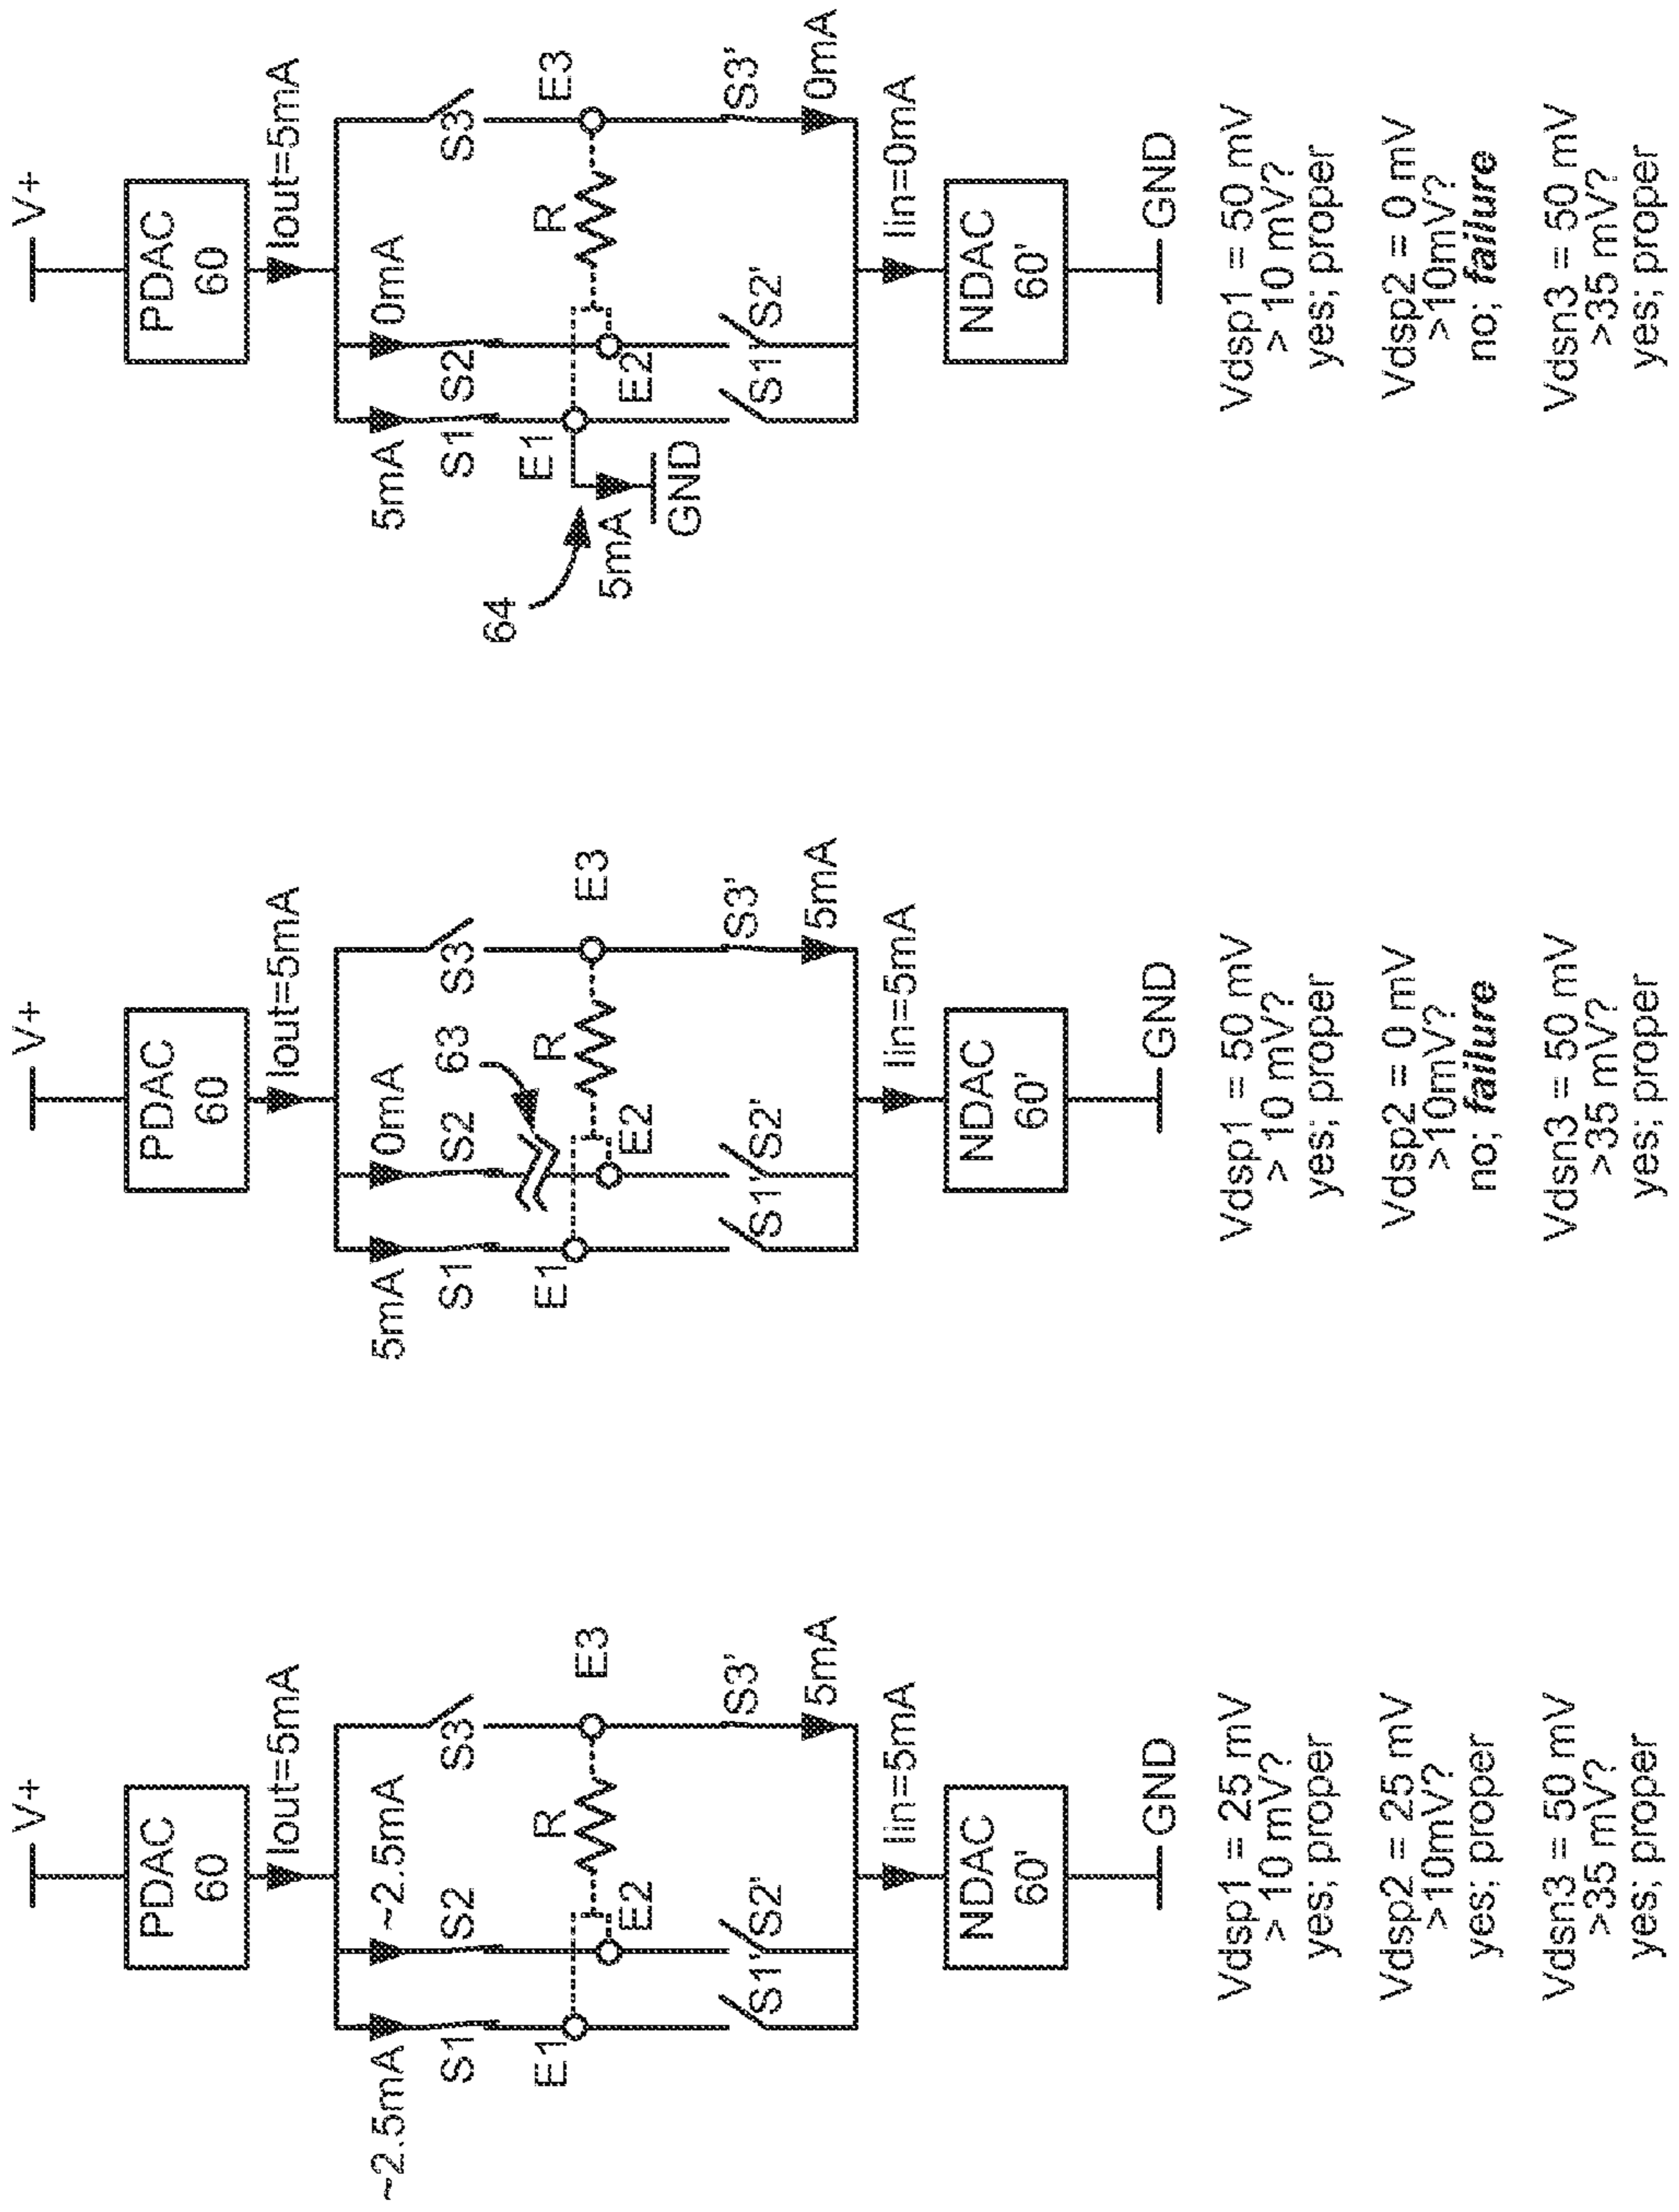 V+
PDAC
60
Iout=5mA
~2.5mA
~2.5mA
S1
S2
S3
E1
E2
R
E3
S1'
S2'
S3'
5mA
Iin=5mA
NDAC
60'
GND
Vdsp1 = 25 mV
> 10 mV?
yes; proper
Vdsp2 = 25 mV
>10mV?
yes; proper
Vdsn3 = 50 mV
>35 mV?
yes; proper
V+
PDAC
60
Iout=5mA
5mA
0mA
S1
S2
63
S3
E1
E2
R
E3
S1'
S2'
S3'
5mA
Iin=5mA
NDAC
60'
GND
Vdsp1 = 50 mV
> 10 mV?
yes; proper
Vdsp2 = 0 mV
>10mV?
no; failure
Vdsn3 = 50 mV
>35 mV?
yes; proper
V+
PDAC
60
Iout=5mA
5mA
0mA
S1
S2
S3
64
E1
5mA
GND
E2
R
E3
S1'
S2'
S3'
0mA
Iin=0mA
NDAC
60'
GND
Vdsp1 = 50 mV
> 10 mV?
yes; proper
Vdsp2 = 0 mV
>10mV?
no; failure
Vdsn3 = 50 mV
>35 mV?
yes; proper